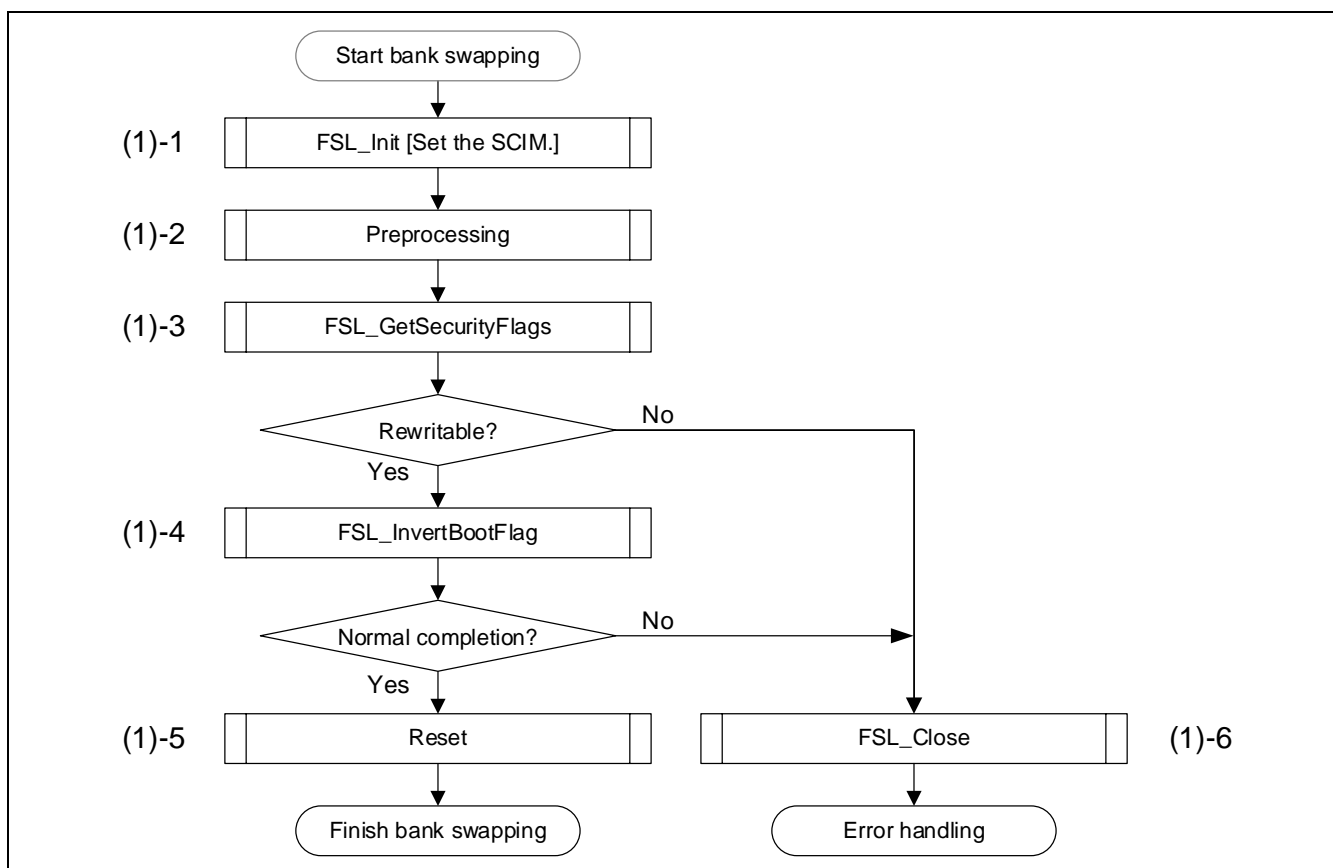 Start bank swapping
(1)-1
FSL_Init [Set the SCIM.]
(1)-2
Preprocessing
(1)-3
FSL_GetSecurityFlags
Rewritable?
No
Yes
(1)-4
FSL_InvertBootFlag
Normal completion?
No
Yes
(1)-5
Reset
FSL_Close
(1)-6
Finish bank swapping
Error handling